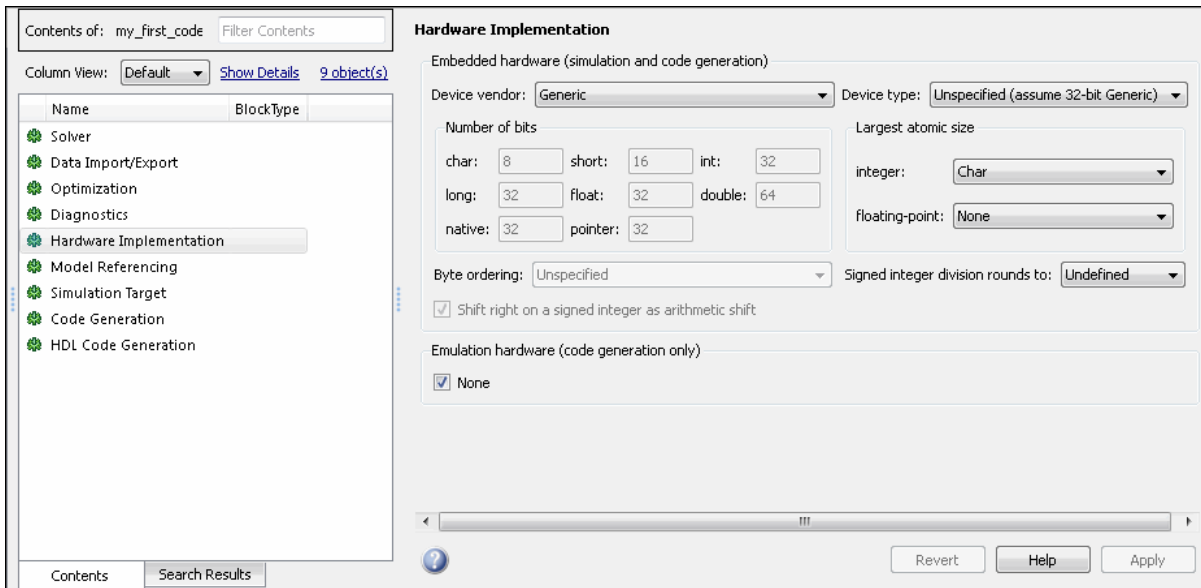 Contents of: my_first_code Filter Contents
Column View: Default Show Details 9 object(s)
Name BlockType
Solver
Data Import/Export
Optimization
Diagnostics
Hardware Implementation
Model Referencing
Simulation Target
Code Generation
HDL Code Generation
Contents Search Results
Hardware Implementation
Embedded hardware (simulation and code generation)
Device vendor: Generic Device type: Unspecified (assume 32-bit Generic)
Number of bits
char: 8 short: 16 int: 32
long: 32 float: 32 double: 64
native: 32 pointer: 32
Largest atomic size
integer: Char
floating-point: None
Byte ordering: Unspecified Signed integer division rounds to: Undefined
Shift right on a signed integer as arithmetic shift
Emulation hardware (code generation only)
None
Revert Help Apply